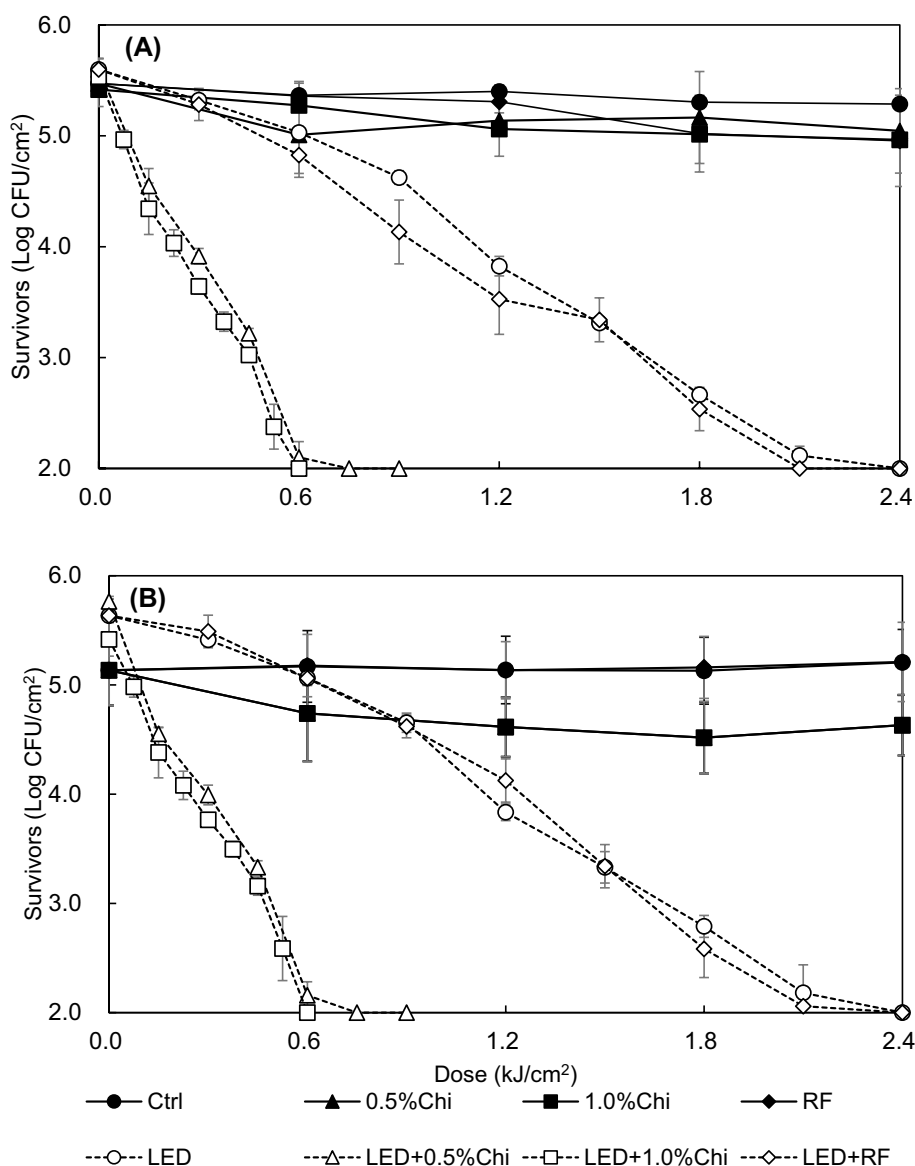 (A)
6.0
5.0
4.0
3.0
2.0
Survivors (Log CFU/cm²)
0.0 0.6 1.2 1.8 2.4
(B)
6.0
5.0
4.0
3.0
2.0
Survivors (Log CFU/cm²)
0.0 0.6 1.2 1.8 2.4
Dose (kJ/cm²)
Ctrl 0.5%Chi 1.0%Chi RF
LED LED+0.5%Chi LED+1.0%Chi LED+RF